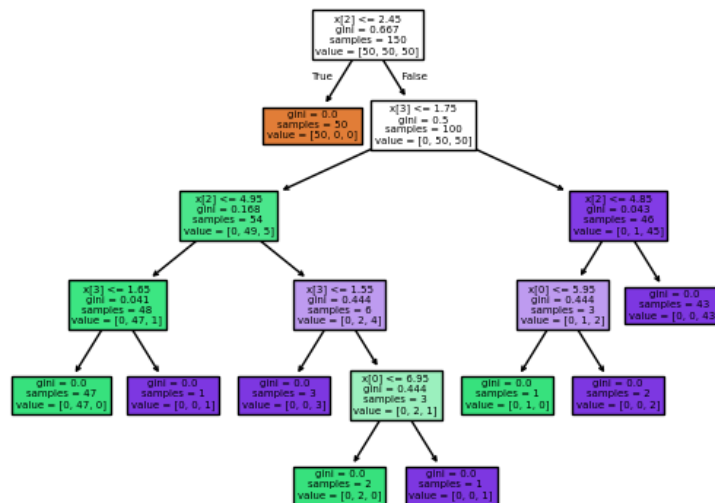 x[2] <= 2.45
gini = 0.667
samples = 150
value = [50, 50, 50]
True
False
gini = 0.0
samples = 50
value = [50, 0, 0]
x[3] <= 1.75
gini = 0.5
samples = 100
value = [0, 50, 50]
x[2] <= 4.95
gini = 0.168
samples = 54
value = [0, 49, 5]
x[2] <= 4.85
gini = 0.043
samples = 46
value = [0, 1, 45]
x[3] <= 1.65
gini = 0.041
samples = 48
value = [0, 47, 1]
x[3] <= 1.55
gini = 0.444
samples = 6
value = [0, 2, 4]
x[0] <= 5.95
gini = 0.444
samples = 3
value = [0, 1, 2]
gini = 0.0
samples = 43
value = [0, 0, 43]
gini = 0.0
samples = 47
value = [0, 47, 0]
gini = 0.0
samples = 1
value = [0, 0, 1]
gini = 0.0
samples = 3
value = [0, 0, 3]
x[0] <= 6.95
gini = 0.444
samples = 3
value = [0, 2, 1]
gini = 0.0
samples = 1
value = [0, 1, 0]
gini = 0.0
samples = 2
value = [0, 0, 2]
gini = 0.0
samples = 2
value = [0, 2, 0]
gini = 0.0
samples = 1
value = [0, 0, 1]